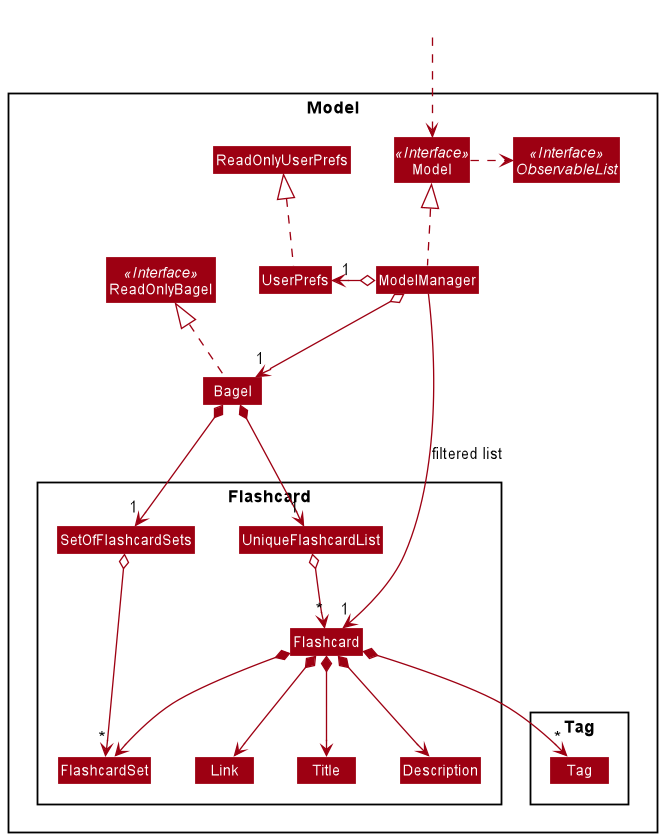 Model
ReadOnlyUserPrefs
«Interface»
Model
«Interface»
ObservableList
«Interface»
ReadOnlyBagel
UserPrefs
1
ModelManager
1
Bagel
filtered list
Flashcard
1
1
SetOfFlashcardSets
UniqueFlashcardList
*
1
Flashcard
Tag
*
*
FlashcardSet
Link
Title
Description
Tag